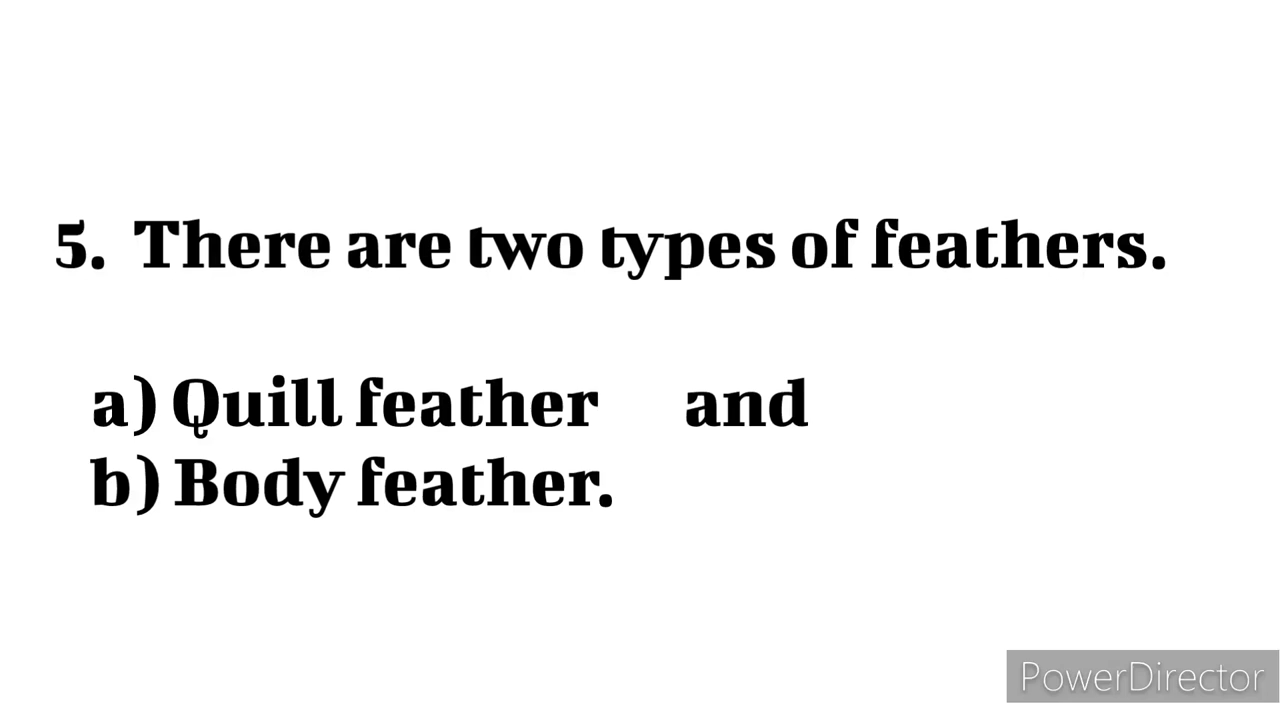 5. There are two types of feathers.
a) Quill feather and
b) Body feather.
PowerDirector